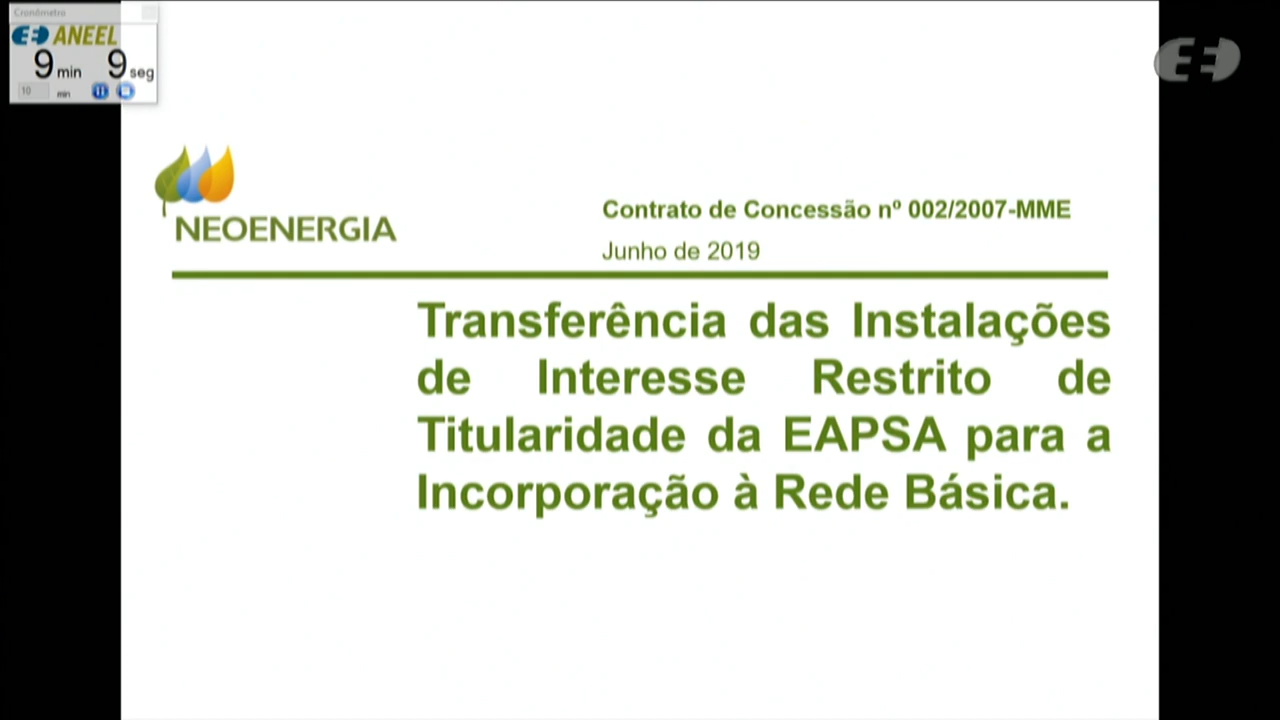 Cronômetro
ANEEL
9 min 9 seg
10 min
NEOENERGIA
Contrato de Concessão nº 002/2007-MME
Junho de 2019
Transferência das Instalações
de Interesse Restrito de
Titularidade da EAPSA para a
Incorporação à Rede Básica.